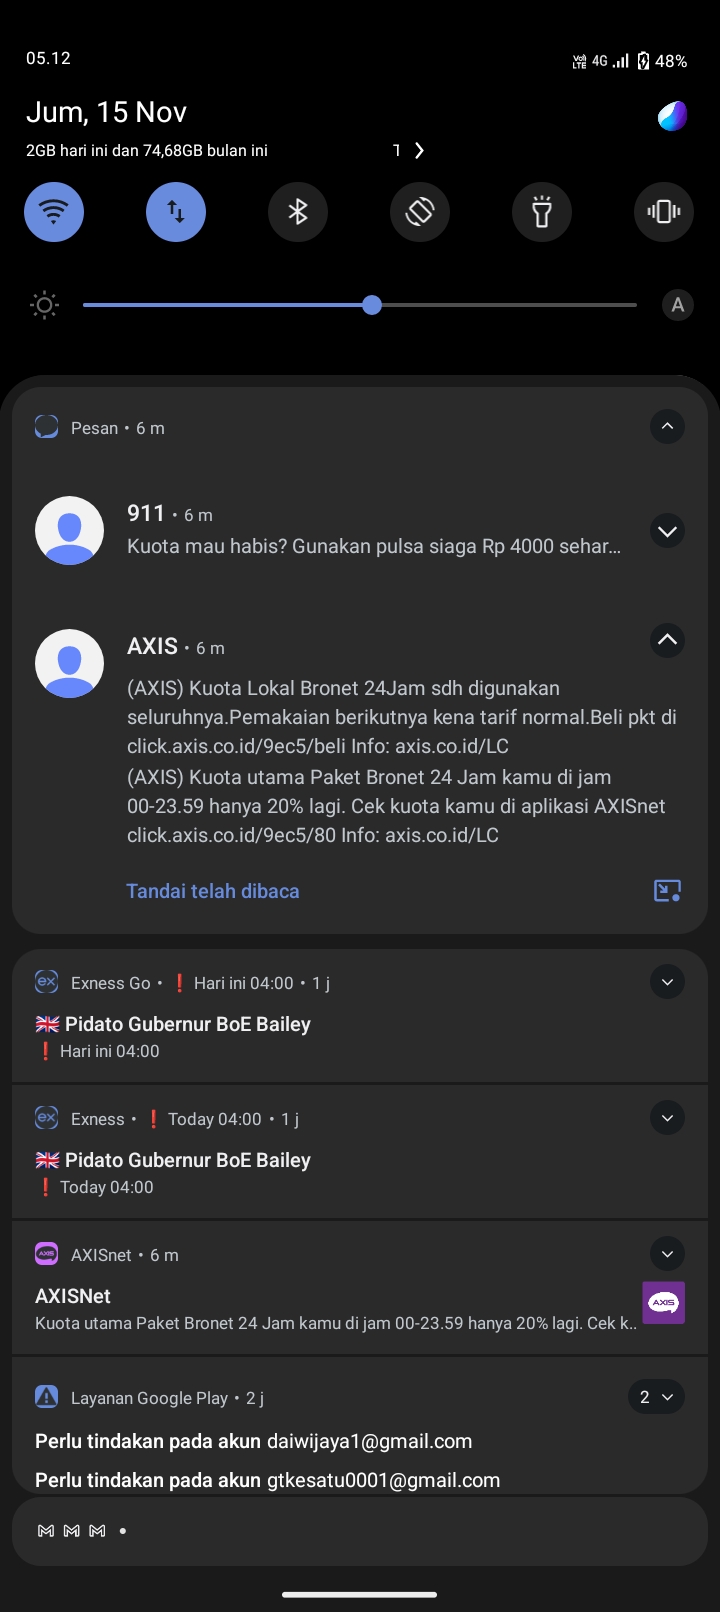 05.12
Vo) LTE 4G 48%
Jum, 15 Nov
2GB hari ini dan 74,68GB bulan ini 1
A
Pesan • 6 m
911 • 6 m
Kuota mau habis? Gunakan pulsa siaga Rp 4000 sehar...
AXIS • 6 m
(AXIS) Kuota Lokal Bronet 24Jam sdh digunakan
seluruhnya.Pemakaian berikutnya kena tarif normal.Beli pkt di
click.axis.co.id/9ec5/beli Info: axis.co.id/LC
(AXIS) Kuota utama Paket Bronet 24 Jam kamu di jam
00-23.59 hanya 20% lagi. Cek kuota kamu di aplikasi AXISnet
click.axis.co.id/9ec5/80 Info: axis.co.id/LC
Tandai telah dibaca
ex Exness Go • ❗ Hari ini 04:00 • 1 j
🇬🇧 Pidato Gubernur BoE Bailey
❗ Hari ini 04:00
ex Exness • ❗ Today 04:00 • 1 j
🇬🇧 Pidato Gubernur BoE Bailey
❗ Today 04:00
AXIS AXISnet • 6 m
AXISNet
AXIS
Kuota utama Paket Bronet 24 Jam kamu di jam 00-23.59 hanya 20% lagi. Cek k..
Layanan Google Play • 2 j 2
Perlu tindakan pada akun daiwijaya1@gmail.com
Perlu tindakan pada akun gtkesatu0001@gmail.com